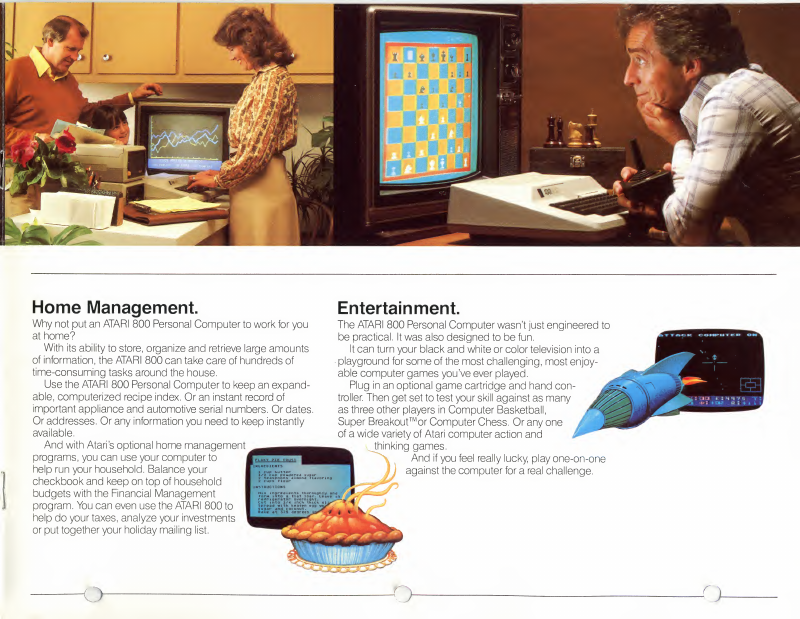 Home Management.
Why not put an ATARI 800 Personal Computer to work for you
at home?
With its ability to store, organize and retrieve large amounts
of information, the ATARI 800 can take care of hundreds of
time-consuming tasks around the house.
Use the ATARI 800 Personal Computer to keep an expand-
able, computerized recipe index. Or an instant record of
important appliance and automotive serial numbers. Or dates.
Or addresses. Or any information you need to keep instantly
available.
And with Atari's optional home management
programs, you can use your computer to
help run your household. Balance your
checkbook and keep on top of household
budgets with the Financial Management
program. You can even use the ATARI 800 to
help do your taxes, analyze your investments
or put together your holiday mailing list.
INGREDIENTS
1 cup butter
INSTRUCTIONS
Entertainment.
The ATARI 800 Personal Computer wasn't just engineered to
be practical. It was also designed to be fun.
It can turn your black and white or color television into a
playground for some of the most challenging, most enjoy-
able computer games you've ever played.
Plug in an optional game cartridge and hand con-
troller. Then get set to test your skill against as many
as three other players in Computer Basketball,
Super Breakout™or Computer Chess. Or any one
of a wide variety of Atari computer action and
thinking games.
And if you feel really lucky, play one-on-one
against the computer for a real challenge.
ATTACK COMPUTER ON